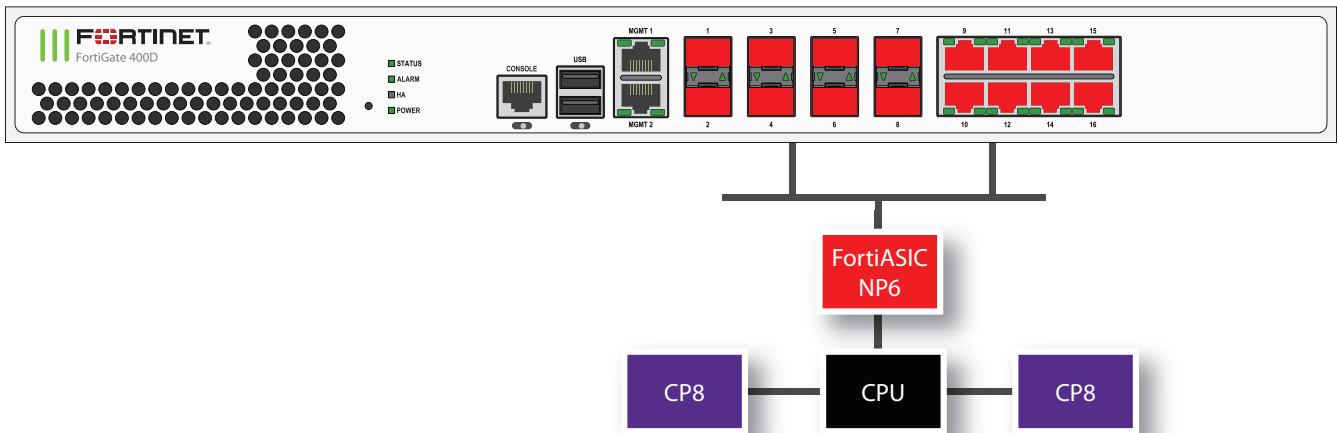 FORTINET
FortiGate 400D
STATUS
ALARM
HA
POWER
CONSOLE
USB
MGMT 1
MGMT 2
1 3 5 7 9 11 13 15
2 4 6 8 10 12 14 16
FortiASIC
NP6
CP8 CPU CP8